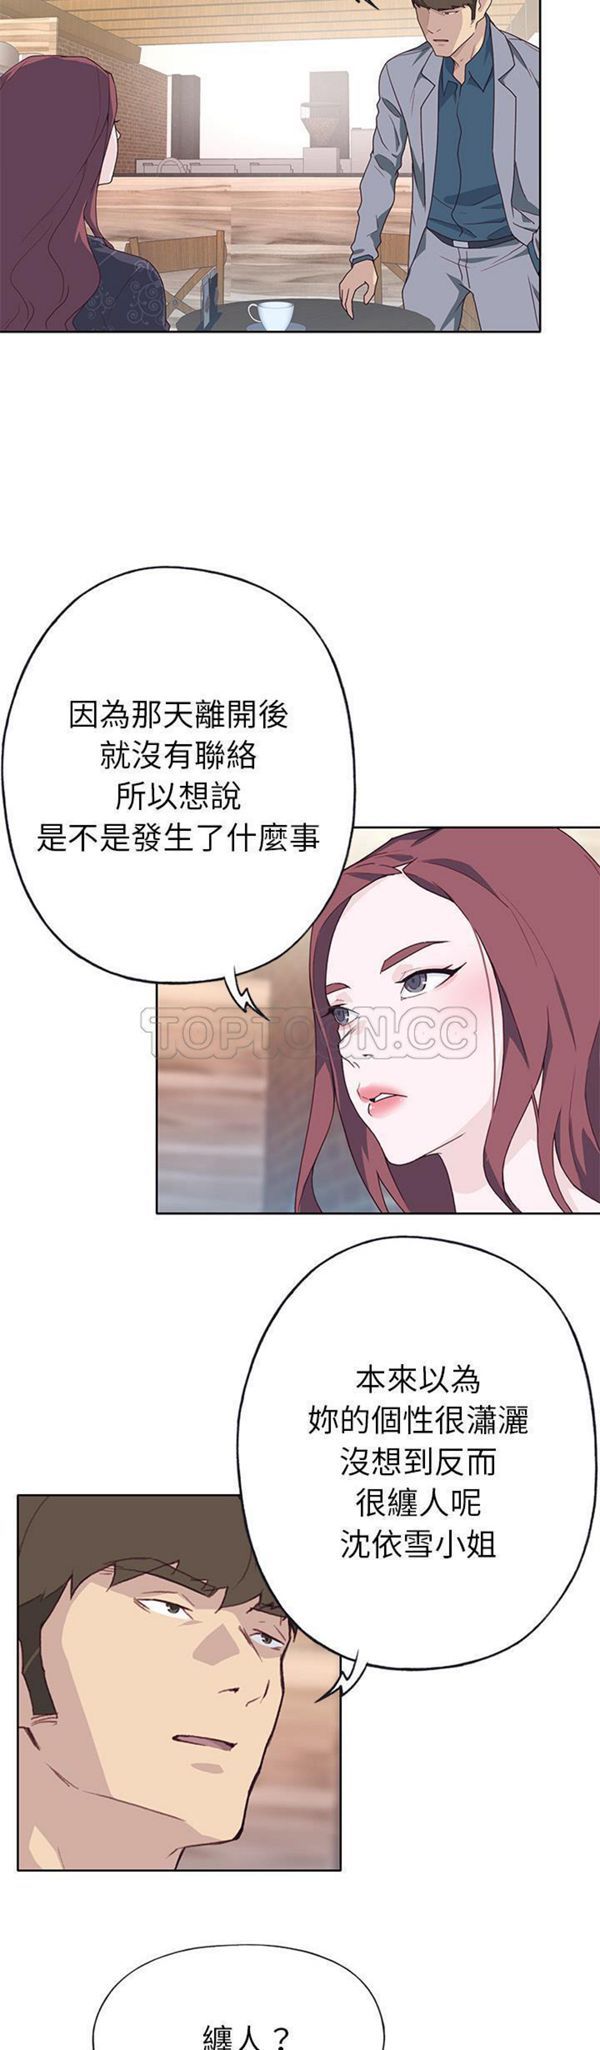 因為那天離開後
就沒有聯絡
所以想說
是不是發生了什麼事
TOPTOON.CC
本來以為
妳的個性很瀟灑
沒想到反而
很纏人呢
沈依雪小姐
纏人？